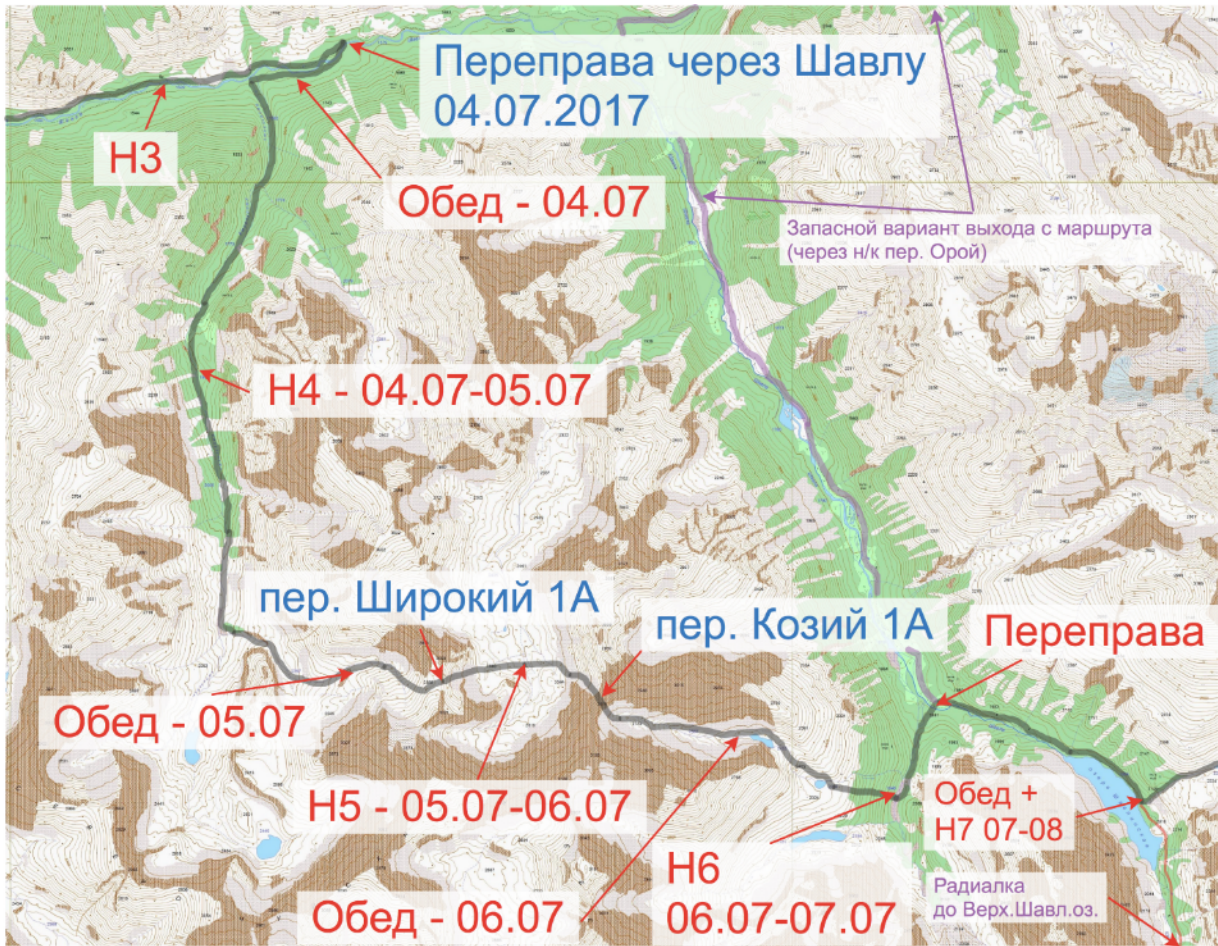 Переправа через Шавлу
04.07.2017
Н3
Обед - 04.07
Запасной вариант выхода с маршрута
(через н/к пер. Орой)
Н4 - 04.07-05.07
пер. Широкий 1А
пер. Козий 1А
Переправа
Обед - 05.07
Н5 - 05.07-06.07
Обед +
Н7 07-08
Н6
06.07-07.07
Обед - 06.07
Радиалка
до Верх.Шавл.оз.